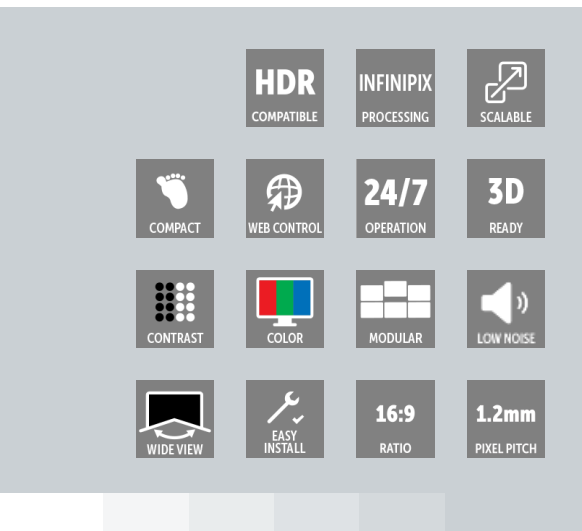 HDR
COMPATIBLE
INFINIPIX
PROCESSING
SCALABLE
COMPACT
WEB CONTROL
24/7
OPERATION
3D
READY
CONTRAST
COLOR
MODULAR
LOW NOISE
WIDE VIEW
EASY
INSTALL
16:9
RATIO
1.2mm
PIXEL PITCH